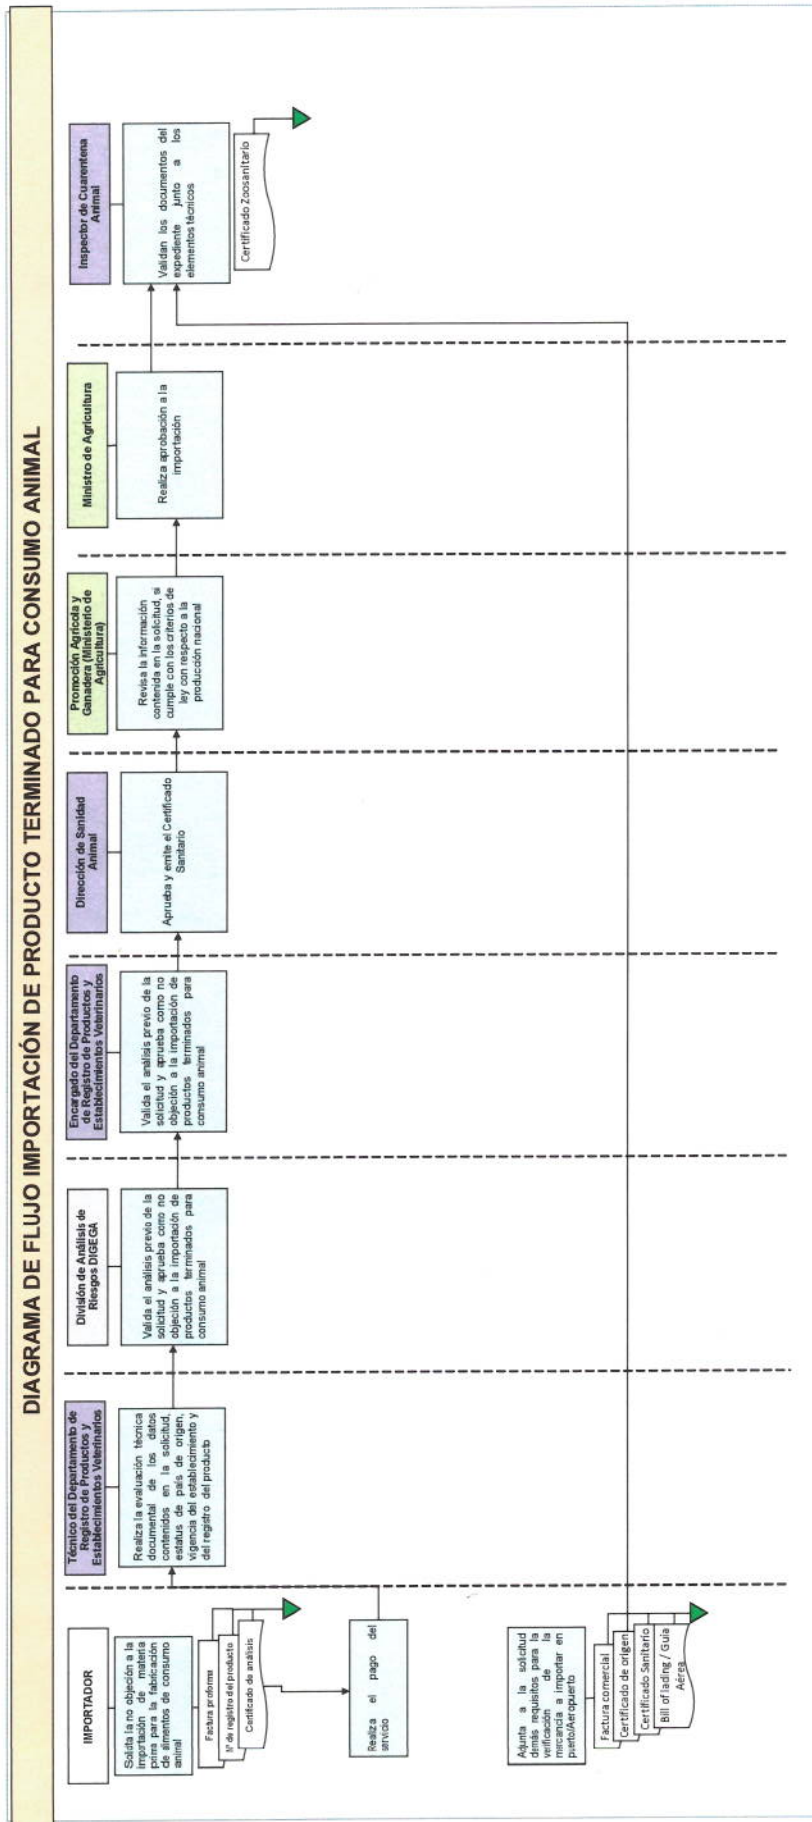 DIAGRAMA DE FLUJO IMPORTACIÓN DE PRODUCTO TERMINADO PARA CONSUMO ANIMAL
IMPORTADOR
Solicita la no objeción a la
importación de materia
prima para la fabricación
de alimentos de consumo
animal
Factura proforma
N° de registro del producto
Certificado de análisis
Realiza el pago del
servicio
Adjunta a la solicitud
demás requisitos para la
verificación de la
mercancía a importar en
puerto/Aeropuerto
Factura comercial
Certificado de origen
Certificado Sanitario
Bill of lading / Guía
Aérea
Técnico del Departamento de
Registro de Productos y
Establecimientos Veterinarios
Realiza la evaluación técnica
documental de los datos
contenidos en la solicitud,
estatus de país de origen,
vigencia del establecimiento y
del registro del producto
División de Análisis de
Riesgos DIGEGA
Valida el análisis previo de la
solicitud y aprueba como no
objeción a la importación de
productos terminados para
consumo animal
Encargado del Departamento
de Registro de Productos y
Establecimientos Veterinarios
Valida el análisis previo de la
solicitud y aprueba como no
objeción a la importación de
productos terminados para
consumo animal
Dirección de Sanidad
Animal
Aprueba y emite el Certificado
Sanitario
Promoción Agrícola y
Ganadera (Ministerio de
Agricultura)
Revisa la información
contenida en la solicitud, si
cumple con los criterios de
ley con respecto a la
producción nacional
Ministro de Agricultura
Realiza aprobación a la
importación
Inspector de Cuarentena
Animal
Validan los documentos del
expediente junto a los
elementos técnicos
Certificado Zoosanitario